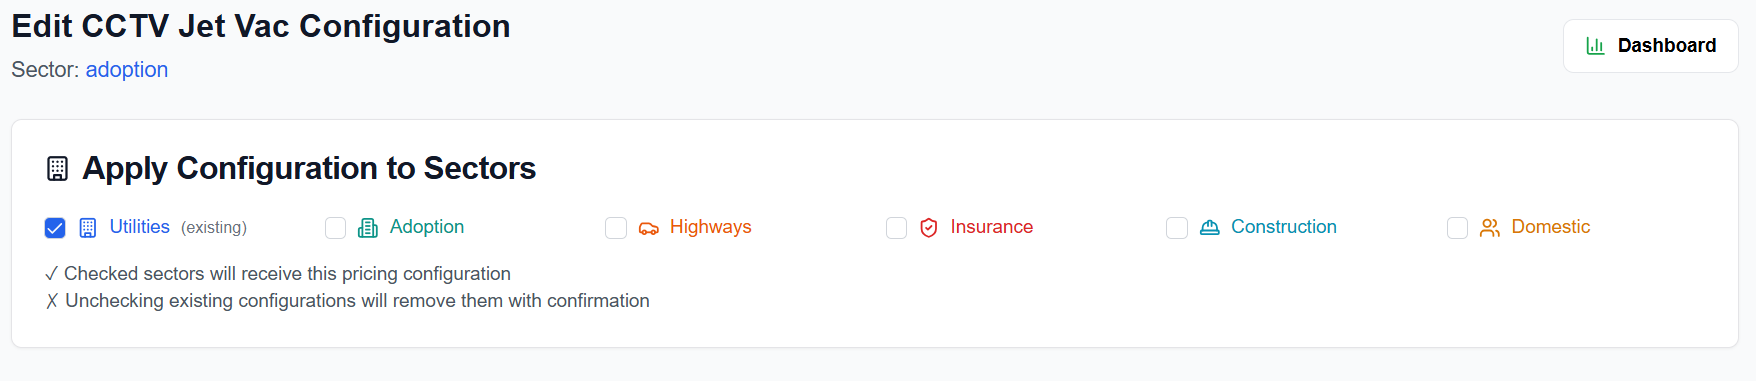 Edit CCTV Jet Vac Configuration
Sector: adoption
Dashboard
Apply Configuration to Sectors
Utilities (existing) Adoption Highways Insurance Construction Domestic
✓ Checked sectors will receive this pricing configuration
✗ Unchecking existing configurations will remove them with confirmation